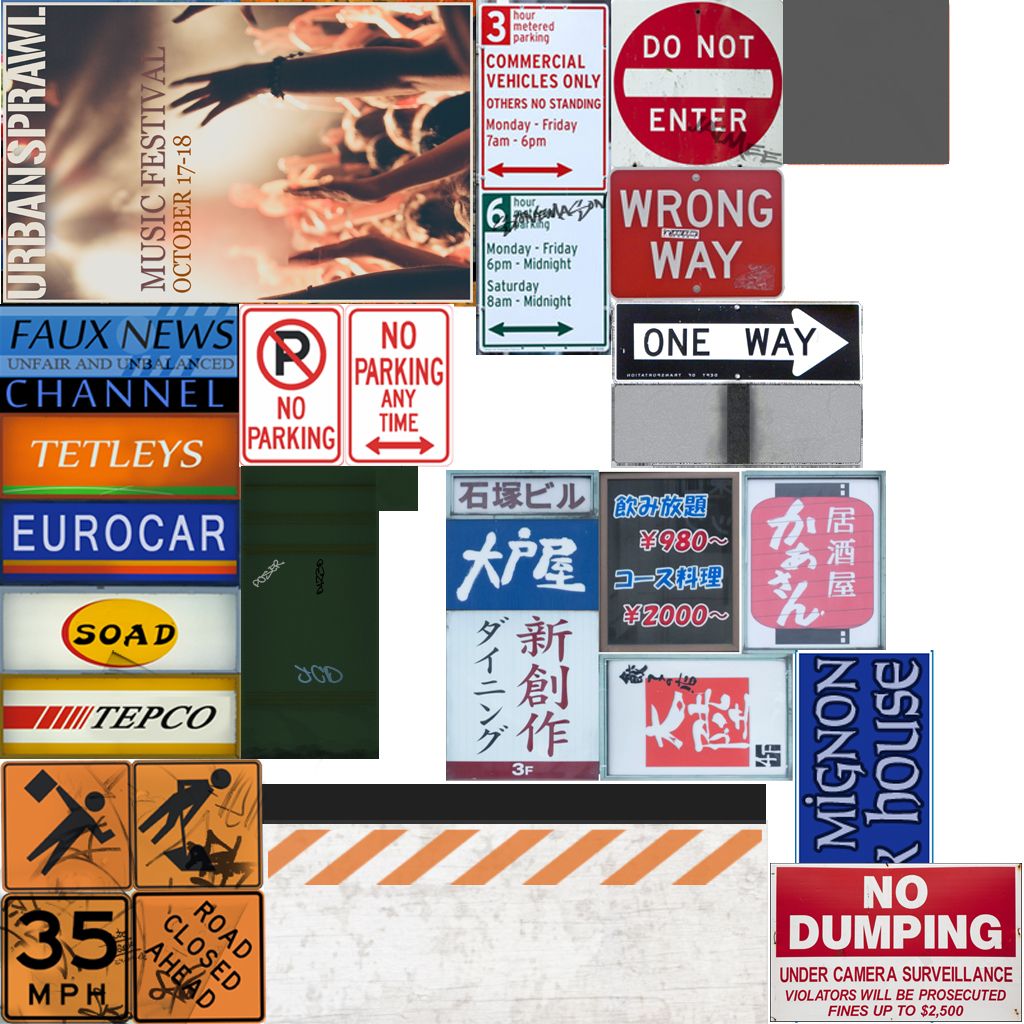 URBANSPRAWL
MUSIC FESTIVAL
OCTOBER 17-18
3 hour
metered
parking
COMMERCIAL
VEHICLES ONLY
OTHERS NO STANDING
Monday - Friday
7am - 6pm
6 hour
parking
Monday - Friday
6pm - Midnight
Saturday
8am - Midnight
DO NOT
ENTER
WRONG
WAY
ONE WAY
DEPT OF TRANSPORTATION
FAUX NEWS
UNFAIR AND UNBALANCED
CHANNEL
TETLEYS
EUROCAR
SOAD
TEPCO
P
NO
PARKING
NO
PARKING
ANY
TIME
POSER
石塚ビル
大戸屋
新創作
ダイニング
3F
飲み放題
¥980~
コース料理
¥2000~
居酒屋
かあさん
MiGNON
house
35
MPH
ROAD
CLOSED
AHEAD
NO
DUMPING
UNDER CAMERA SURVEILLANCE
VIOLATORS WILL BE PROSECUTED
FINES UP TO $2,500